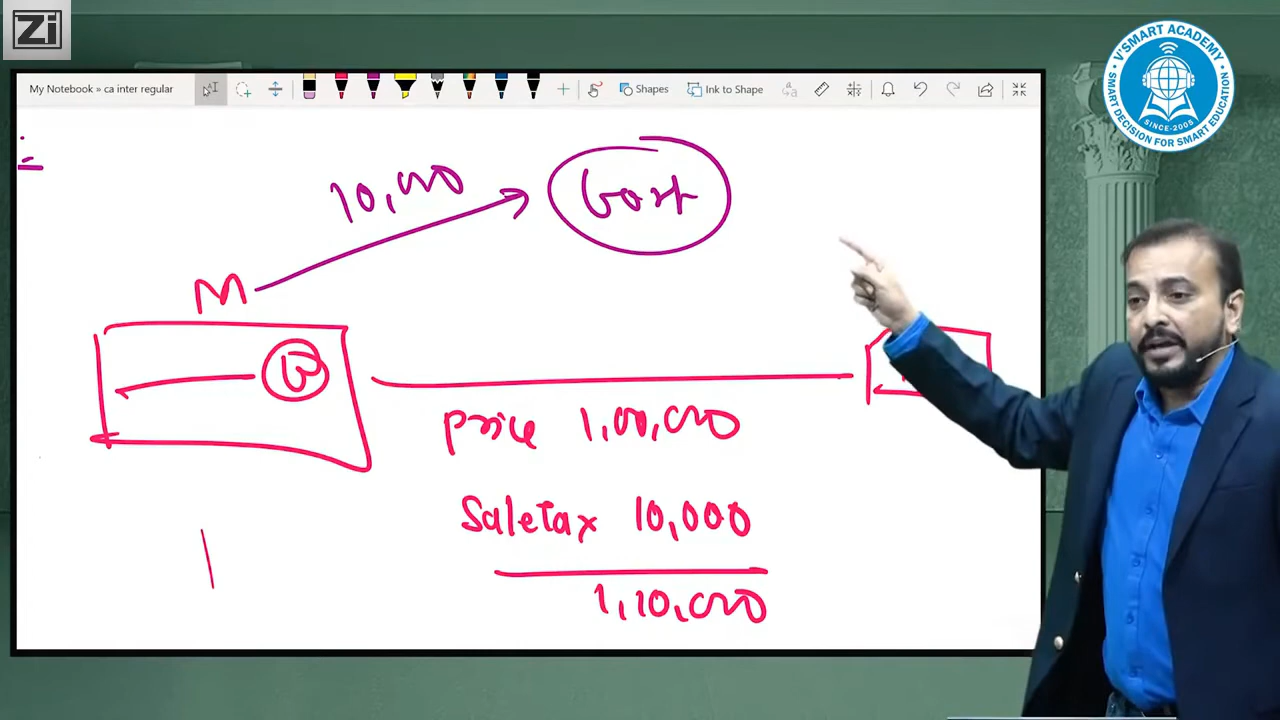 Zi
My Notebook » ca inter regular
Shapes
Ink to Shape
V'SMART ACADEMY
SINCE-2005
SMART DECISION FOR SMART EDUCATION
10,000
Govt
M
price 1,00,000
Saletax 10,000
1,10,000